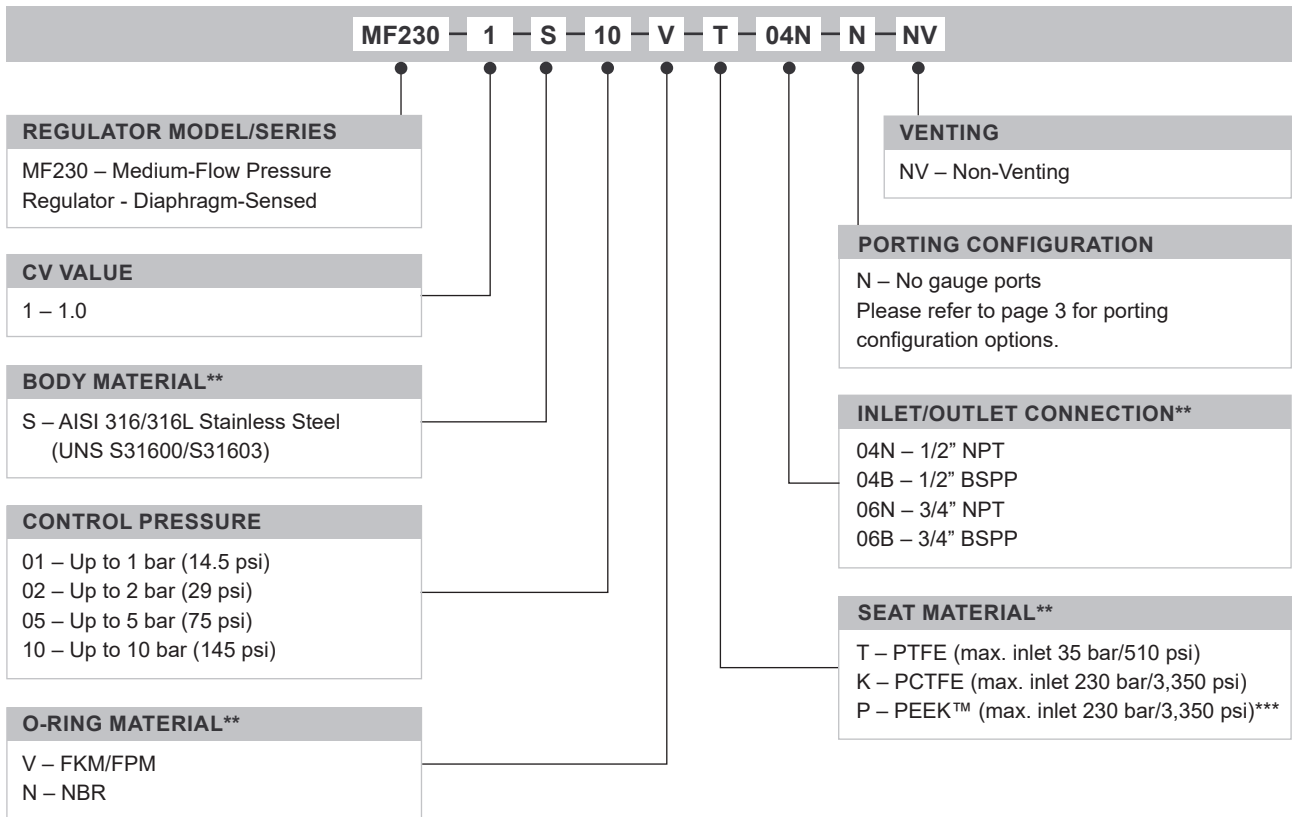 MF230 1 S 10 V T 04N N NV
REGULATOR MODEL/SERIES
MF230 – Medium-Flow Pressure
Regulator - Diaphragm-Sensed
CV VALUE
1 – 1.0
BODY MATERIAL**
S – AISI 316/316L Stainless Steel
(UNS S31600/S31603)
CONTROL PRESSURE
01 – Up to 1 bar (14.5 psi)
02 – Up to 2 bar (29 psi)
05 – Up to 5 bar (75 psi)
10 – Up to 10 bar (145 psi)
O-RING MATERIAL**
V – FKM/FPM
N – NBR
VENTING
NV – Non-Venting
PORTING CONFIGURATION
N – No gauge ports
Please refer to page 3 for porting
configuration options.
INLET/OUTLET CONNECTION**
04N – 1/2” NPT
04B – 1/2” BSPP
06N – 3/4” NPT
06B – 3/4” BSPP
SEAT MATERIAL**
T – PTFE (max. inlet 35 bar/510 psi)
K – PCTFE (max. inlet 230 bar/3,350 psi)
P – PEEK™ (max. inlet 230 bar/3,350 psi)***